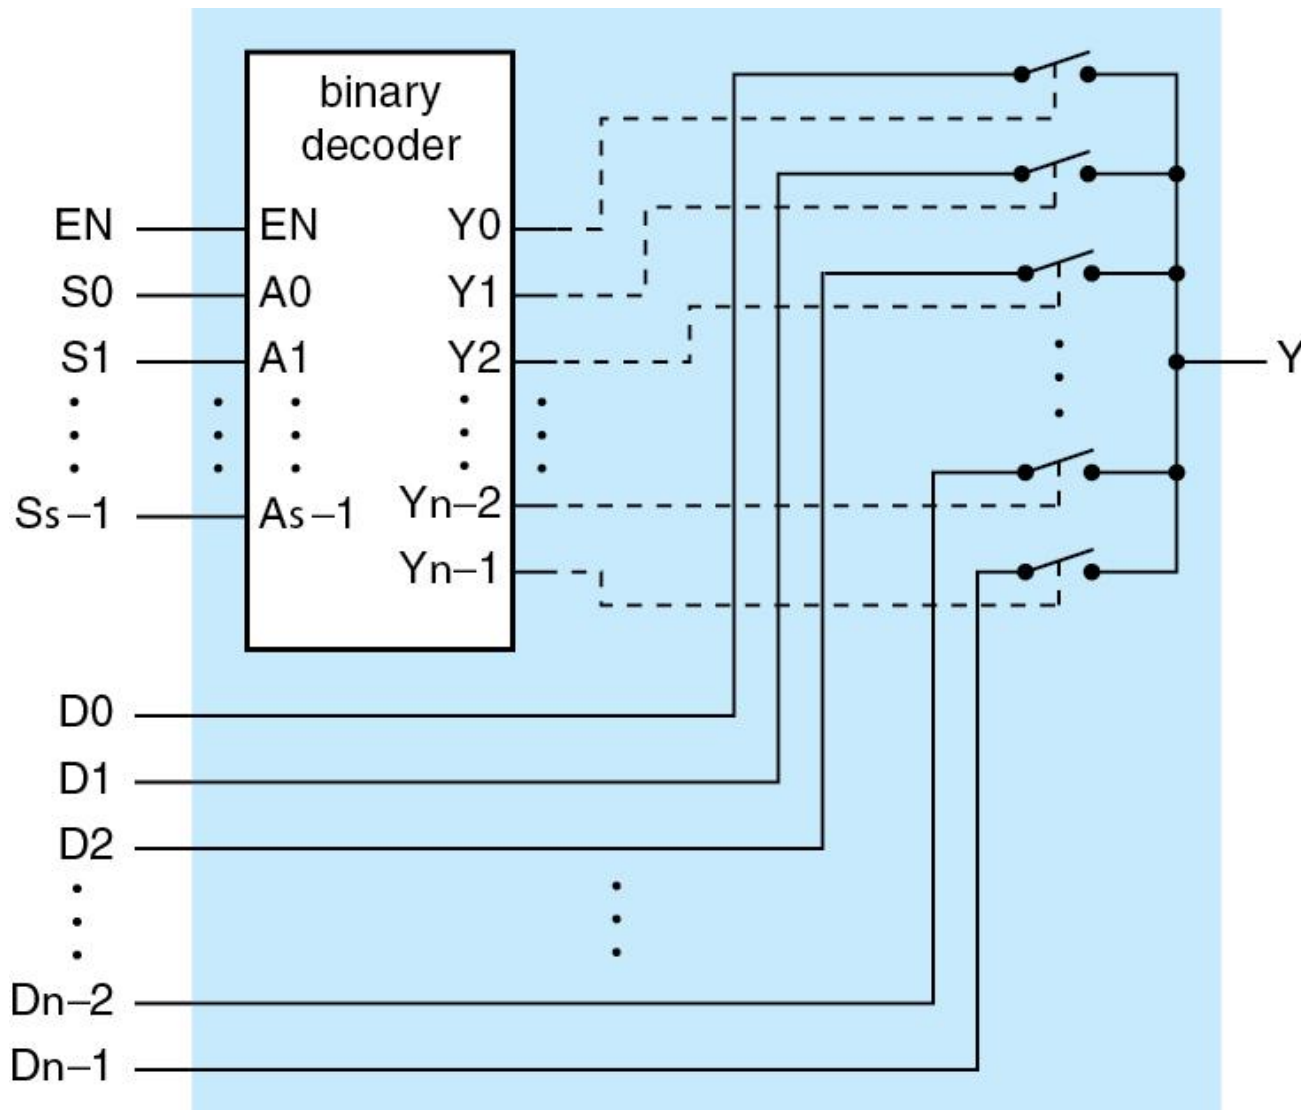 binary
decoder
EN EN Y0
S0 A0 Y1
S1 A1 Y2
Y
Ss–1 As–1 Yn–2
Yn–1
D0
D1
D2
Dn–2
Dn–1